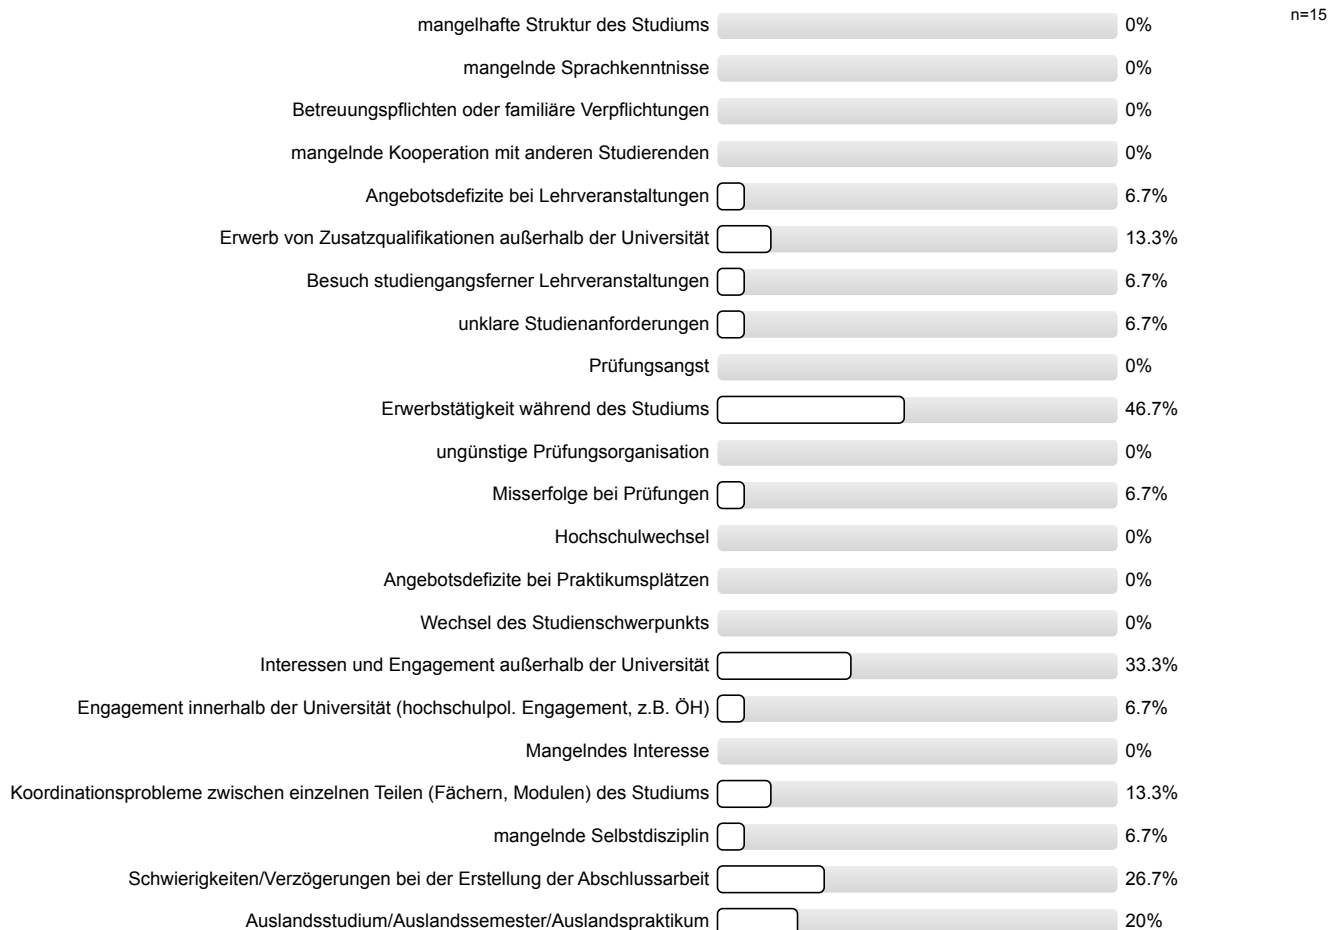 n=15
mangelhafte Struktur des Studiums 0%
mangelnde Sprachkenntnisse 0%
Betreuungspflichten oder familiäre Verpflichtungen 0%
mangelnde Kooperation mit anderen Studierenden 0%
Angebotsdefizite bei Lehrveranstaltungen 6.7%
Erwerb von Zusatzqualifikationen außerhalb der Universität 13.3%
Besuch studiengangsferner Lehrveranstaltungen 6.7%
unklare Studienanforderungen 6.7%
Prüfungsangst 0%
Erwerbstätigkeit während des Studiums 46.7%
ungünstige Prüfungsorganisation 0%
Misserfolge bei Prüfungen 6.7%
Hochschulwechsel 0%
Angebotsdefizite bei Praktikumsplätzen 0%
Wechsel des Studienschwerpunkts 0%
Interessen und Engagement außerhalb der Universität 33.3%
Engagement innerhalb der Universität (hochschulpol. Engagement, z.B. ÖH) 6.7%
Mangelndes Interesse 0%
Koordinationsprobleme zwischen einzelnen Teilen (Fächern, Modulen) des Studiums 13.3%
mangelnde Selbstdisziplin 6.7%
Schwierigkeiten/Verzögerungen bei der Erstellung der Abschlussarbeit 26.7%
Auslandsstudium/Auslandssemester/Auslandspraktikum 20%